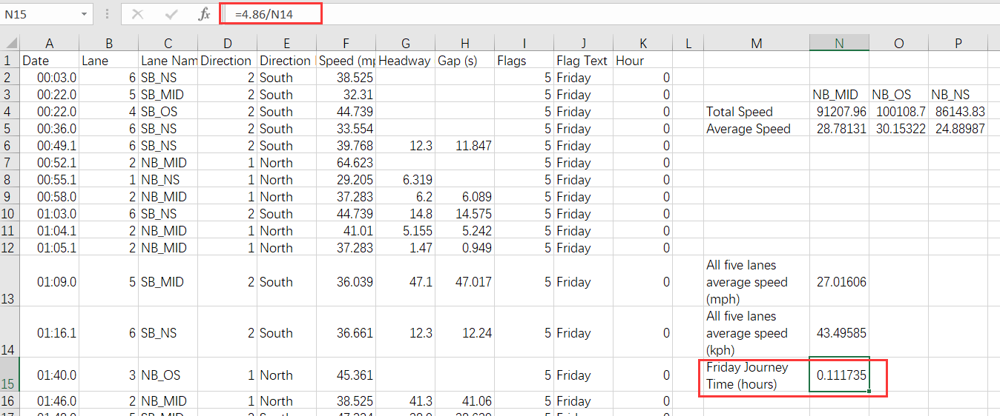 N15 fx =4.86/N14
A B C D E F G H I J K L M N O P
1 Date Lane Lane Nam Direction Direction Speed (mp Headway Gap (s) Flags Flag Text Hour
2 00:03.0 6 SB_NS 2 South 38.525 5 Friday 0
3 00:22.0 5 SB_MID 2 South 32.31 5 Friday 0 NB_MID NB_OS NB_NS
4 00:22.0 4 SB_OS 2 South 44.739 5 Friday 0 Total Speed 91207.96 100108.7 86143.83
5 00:36.0 6 SB_NS 2 South 33.554 5 Friday 0 Average Speed 28.78131 30.15322 24.88987
6 00:49.1 6 SB_NS 2 South 39.768 12.3 11.847 5 Friday 0
7 00:52.1 2 NB_MID 1 North 64.623 5 Friday 0
8 00:55.1 1 NB_NS 1 North 29.205 6.319 5 Friday 0
9 00:58.0 2 NB_MID 1 North 37.283 6.2 6.089 5 Friday 0
10 01:03.0 6 SB_NS 2 South 44.739 14.8 14.575 5 Friday 0
11 01:04.1 2 NB_MID 1 North 41.01 5.155 5.242 5 Friday 0
12 01:05.1 2 NB_MID 1 North 37.283 1.47 0.949 5 Friday 0
All five lanes
13 01:09.0 5 SB_MID 2 South 36.039 47.1 47.017 5 Friday 0 average speed 27.01606
(mph)
All five lanes
14 01:16.1 6 SB_NS 2 South 36.661 12.3 12.24 5 Friday 0 average speed 43.49585
(kph)
Friday Journey
15 01:40.0 3 NB_OS 1 North 45.361 5 Friday 0 Time (hours) 0.111735
16 01:46.0 2 NB_MID 1 North 38.525 41.3 41.06 5 Friday 0